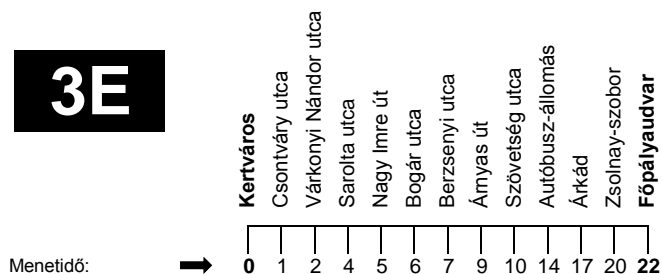 3E
Kertváros
Csontváry utca
Várkonyi Nándor utca
Sarolta utca
Nagy Imre út
Bogár utca
Berzsenyi utca
Árnyas út
Szövetség utca
Autóbusz-állomás
Árkád
Zsolnay-szobor
Főpályaudvar
Menetidő: ➡ 0 1 2 4 5 6 7 9 10 14 17 20 22